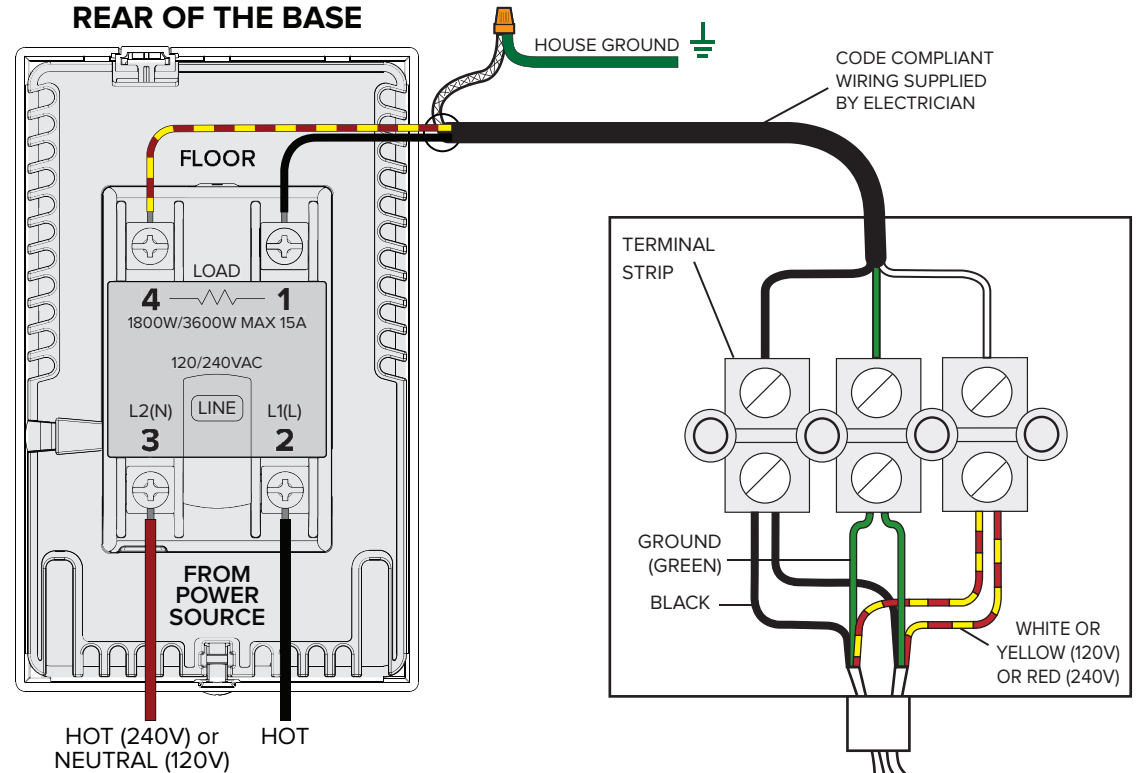 REAR OF THE BASE
HOUSE GROUND
CODE COMPLIANT
WIRING SUPPLIED
BY ELECTRICIAN
FLOOR
LOAD
4 1
1800W/3600W MAX 15A
120/240VAC
L2(N) LINE L1(L)
3 2
FROM
POWER
SOURCE
HOT (240V) or
NEUTRAL (120V)
HOT
TERMINAL
STRIP
GROUND
(GREEN)
BLACK
WHITE OR
YELLOW (120V)
OR RED (240V)